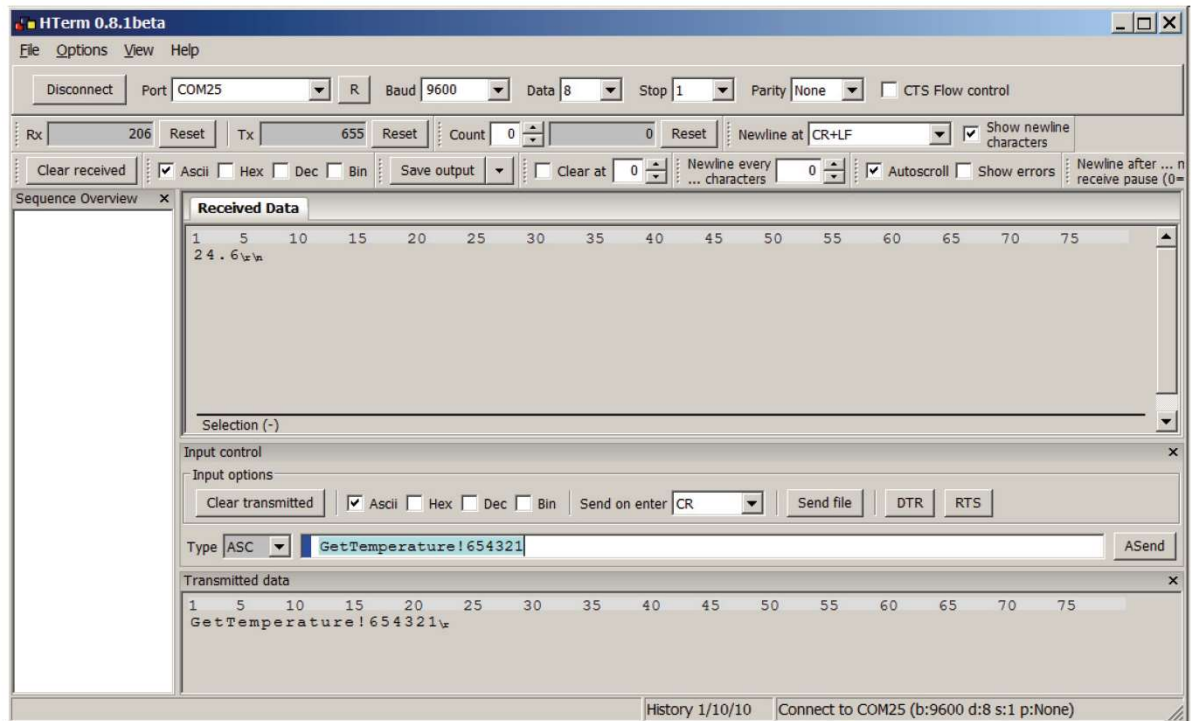 HTerm 0.8.1beta
File Options View Help
Disconnect Port COM25 R Baud 9600 Data 8 Stop 1 Parity None CTS Flow control
Rx 206 Reset Tx 655 Reset Count 0 0 Reset Newline at CR+LF Show newline
characters
Clear received Ascii Hex Dec Bin Save output Clear at 0 Newline every
... characters 0 Autoscroll Show errors Newline after ... n
receive pause (0=
Sequence Overview x Received Data
1 5 10 15 20 25 30 35 40 45 50 55 60 65 70 75
24.6\r\n
Selection (-)
Input control x
Input options
Clear transmitted Ascii Hex Dec Bin Send on enter CR Send file DTR RTS
Type ASC GetTemperature!654321 ASend
Transmitted data x
1 5 10 15 20 25 30 35 40 45 50 55 60 65 70 75
GetTemperature!654321\r
History 1/10/10 Connect to COM25 (b:9600 d:8 s:1 p:None)